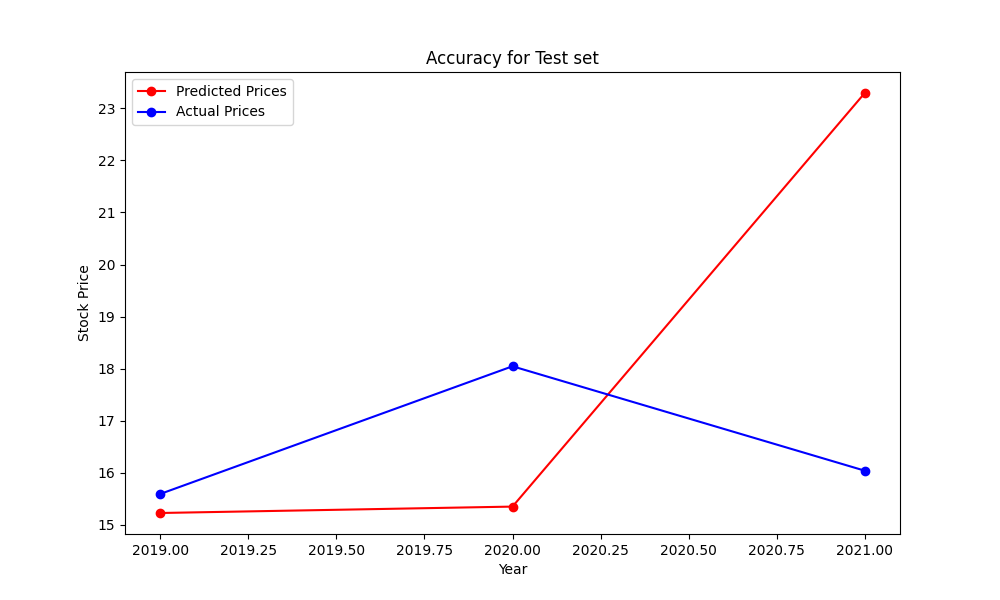 Accuracy for Test set
Predicted Prices
Actual Prices
23
22
21
20
19
18
17
16
15
Stock Price
2019.00 2019.25 2019.50 2019.75 2020.00 2020.25 2020.50 2020.75 2021.00
Year